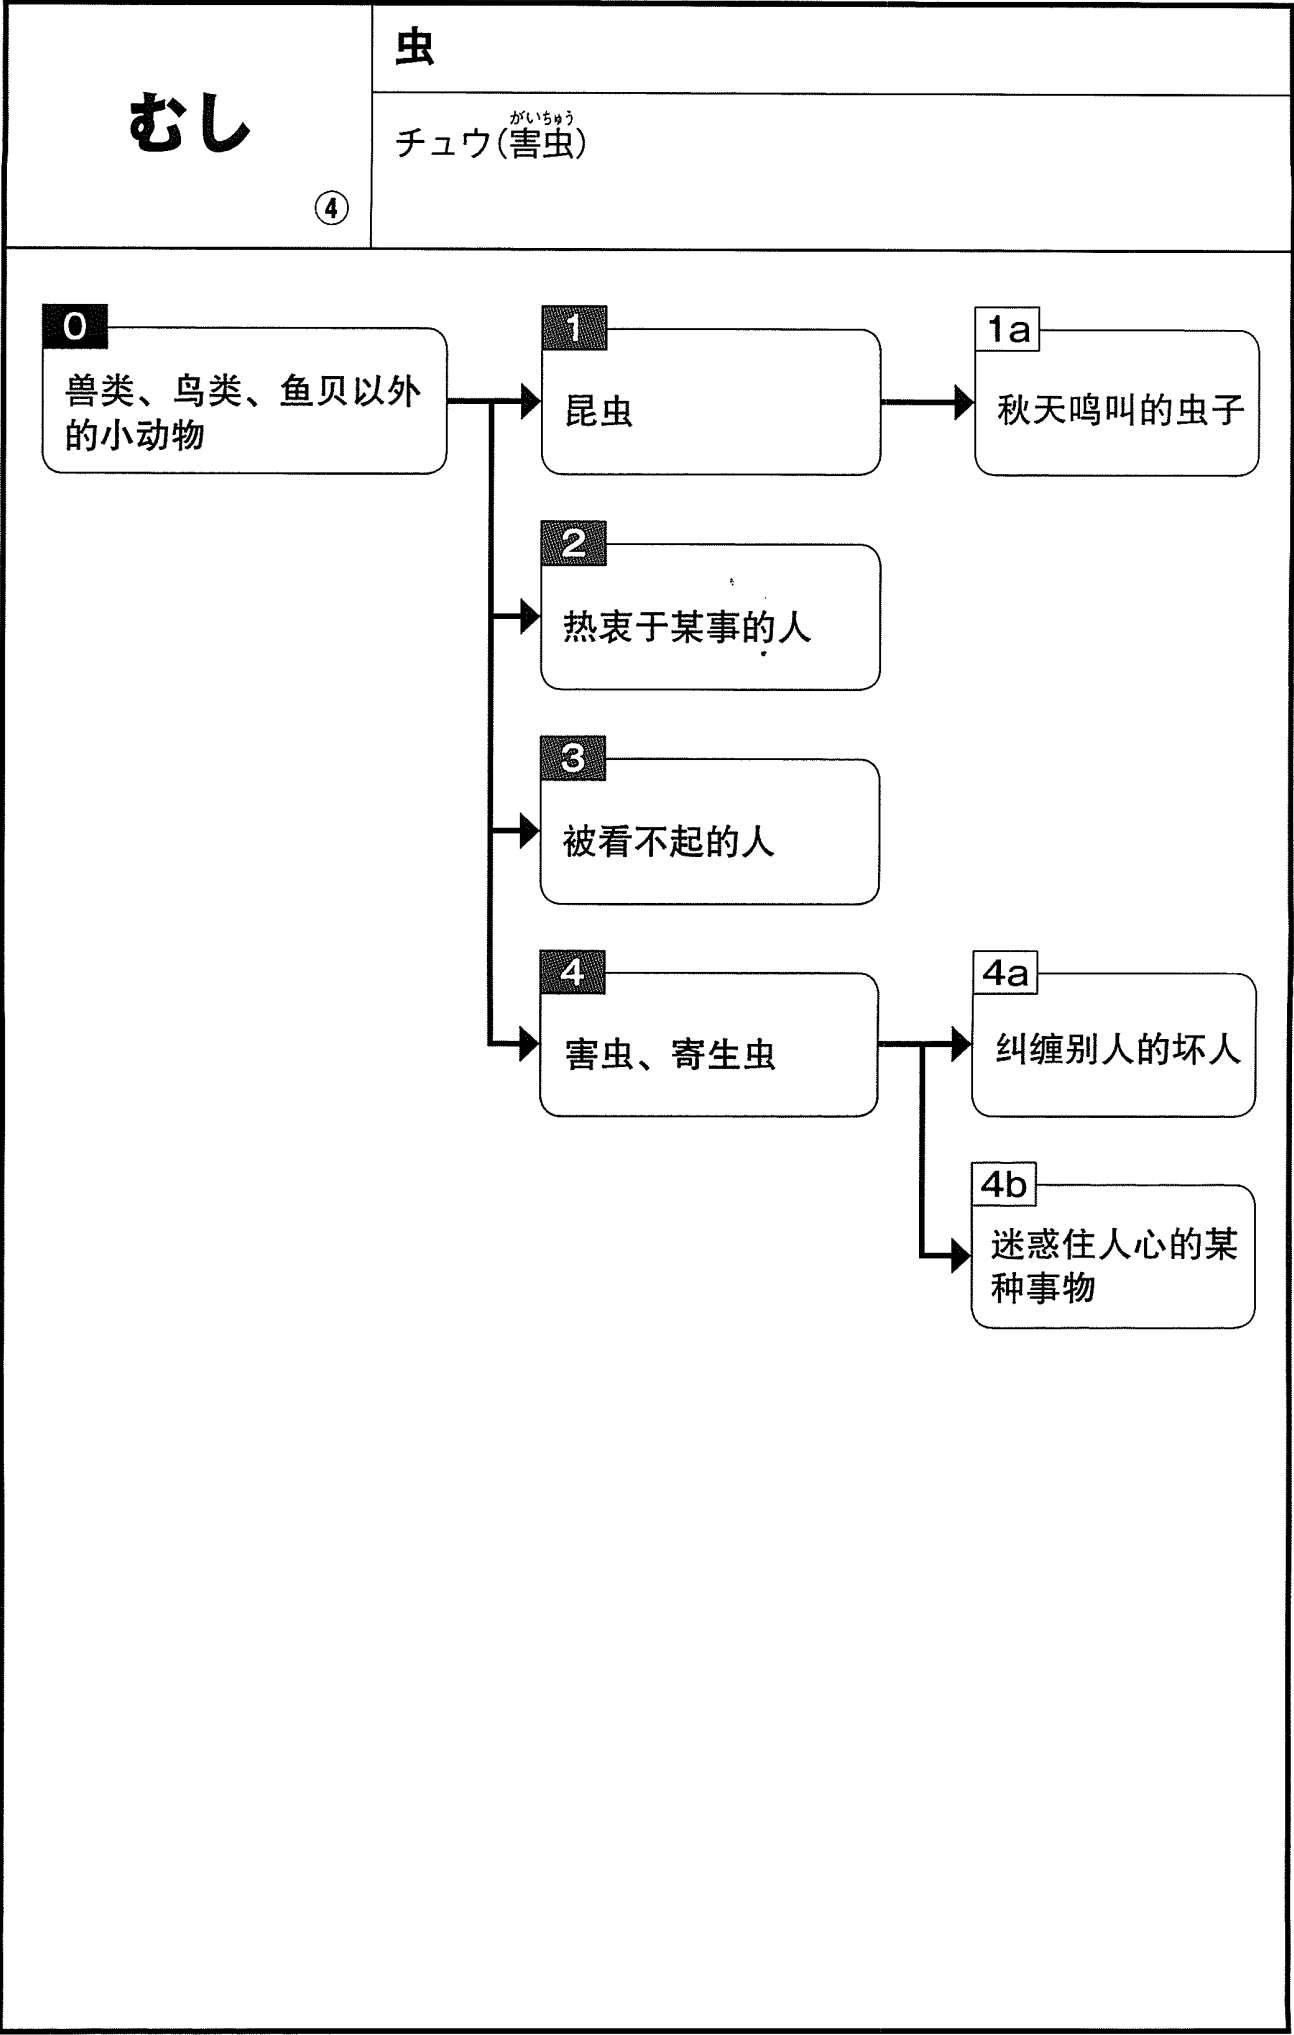 むし
④
虫
がいちゅう
チュウ(害虫)
0
兽类、鸟类、鱼贝以外
的小动物
1
昆虫
1a
秋天鸣叫的虫子
2
热衷于某事的人
3
被看不起的人
4
害虫、寄生虫
4a
纠缠别人的坏人
4b
迷惑住人心的某
种事物